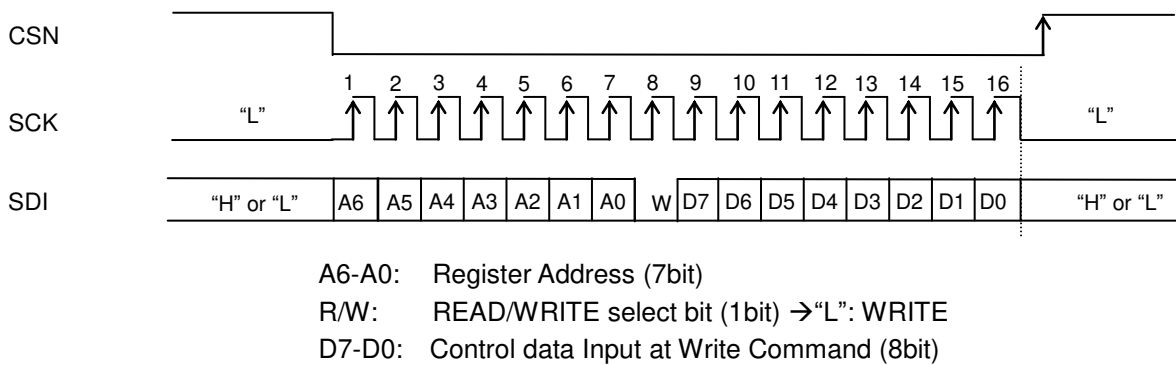 CSN
1 2 3 4 5 6 7 8 9 10 11 12 13 14 15 16
SCK “L” “L”
SDI “H” or “L” A6 A5 A4 A3 A2 A1 A0 W D7 D6 D5 D4 D3 D2 D1 D0 “H” or “L”
A6-A0: Register Address (7bit)
R/W: READ/WRITE select bit (1bit) →“L”: WRITE
D7-D0: Control data Input at Write Command (8bit)